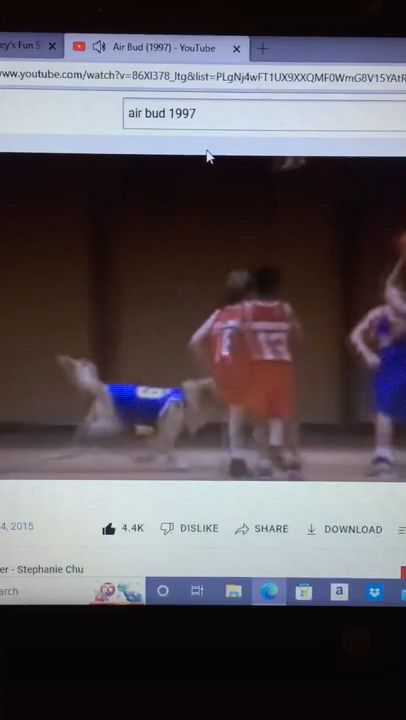 ey's Fun S
Air Bud (1997) - YouTube
www.youtube.com/watch?v=86XI378_ltg&list=PLgNj4wFT1UX9XXQMF0WmG8V15YAtR
air bud 1997
13
4, 2015
4.4K DISLIKE SHARE DOWNLOAD
er - Stephanie Chu
arch
a